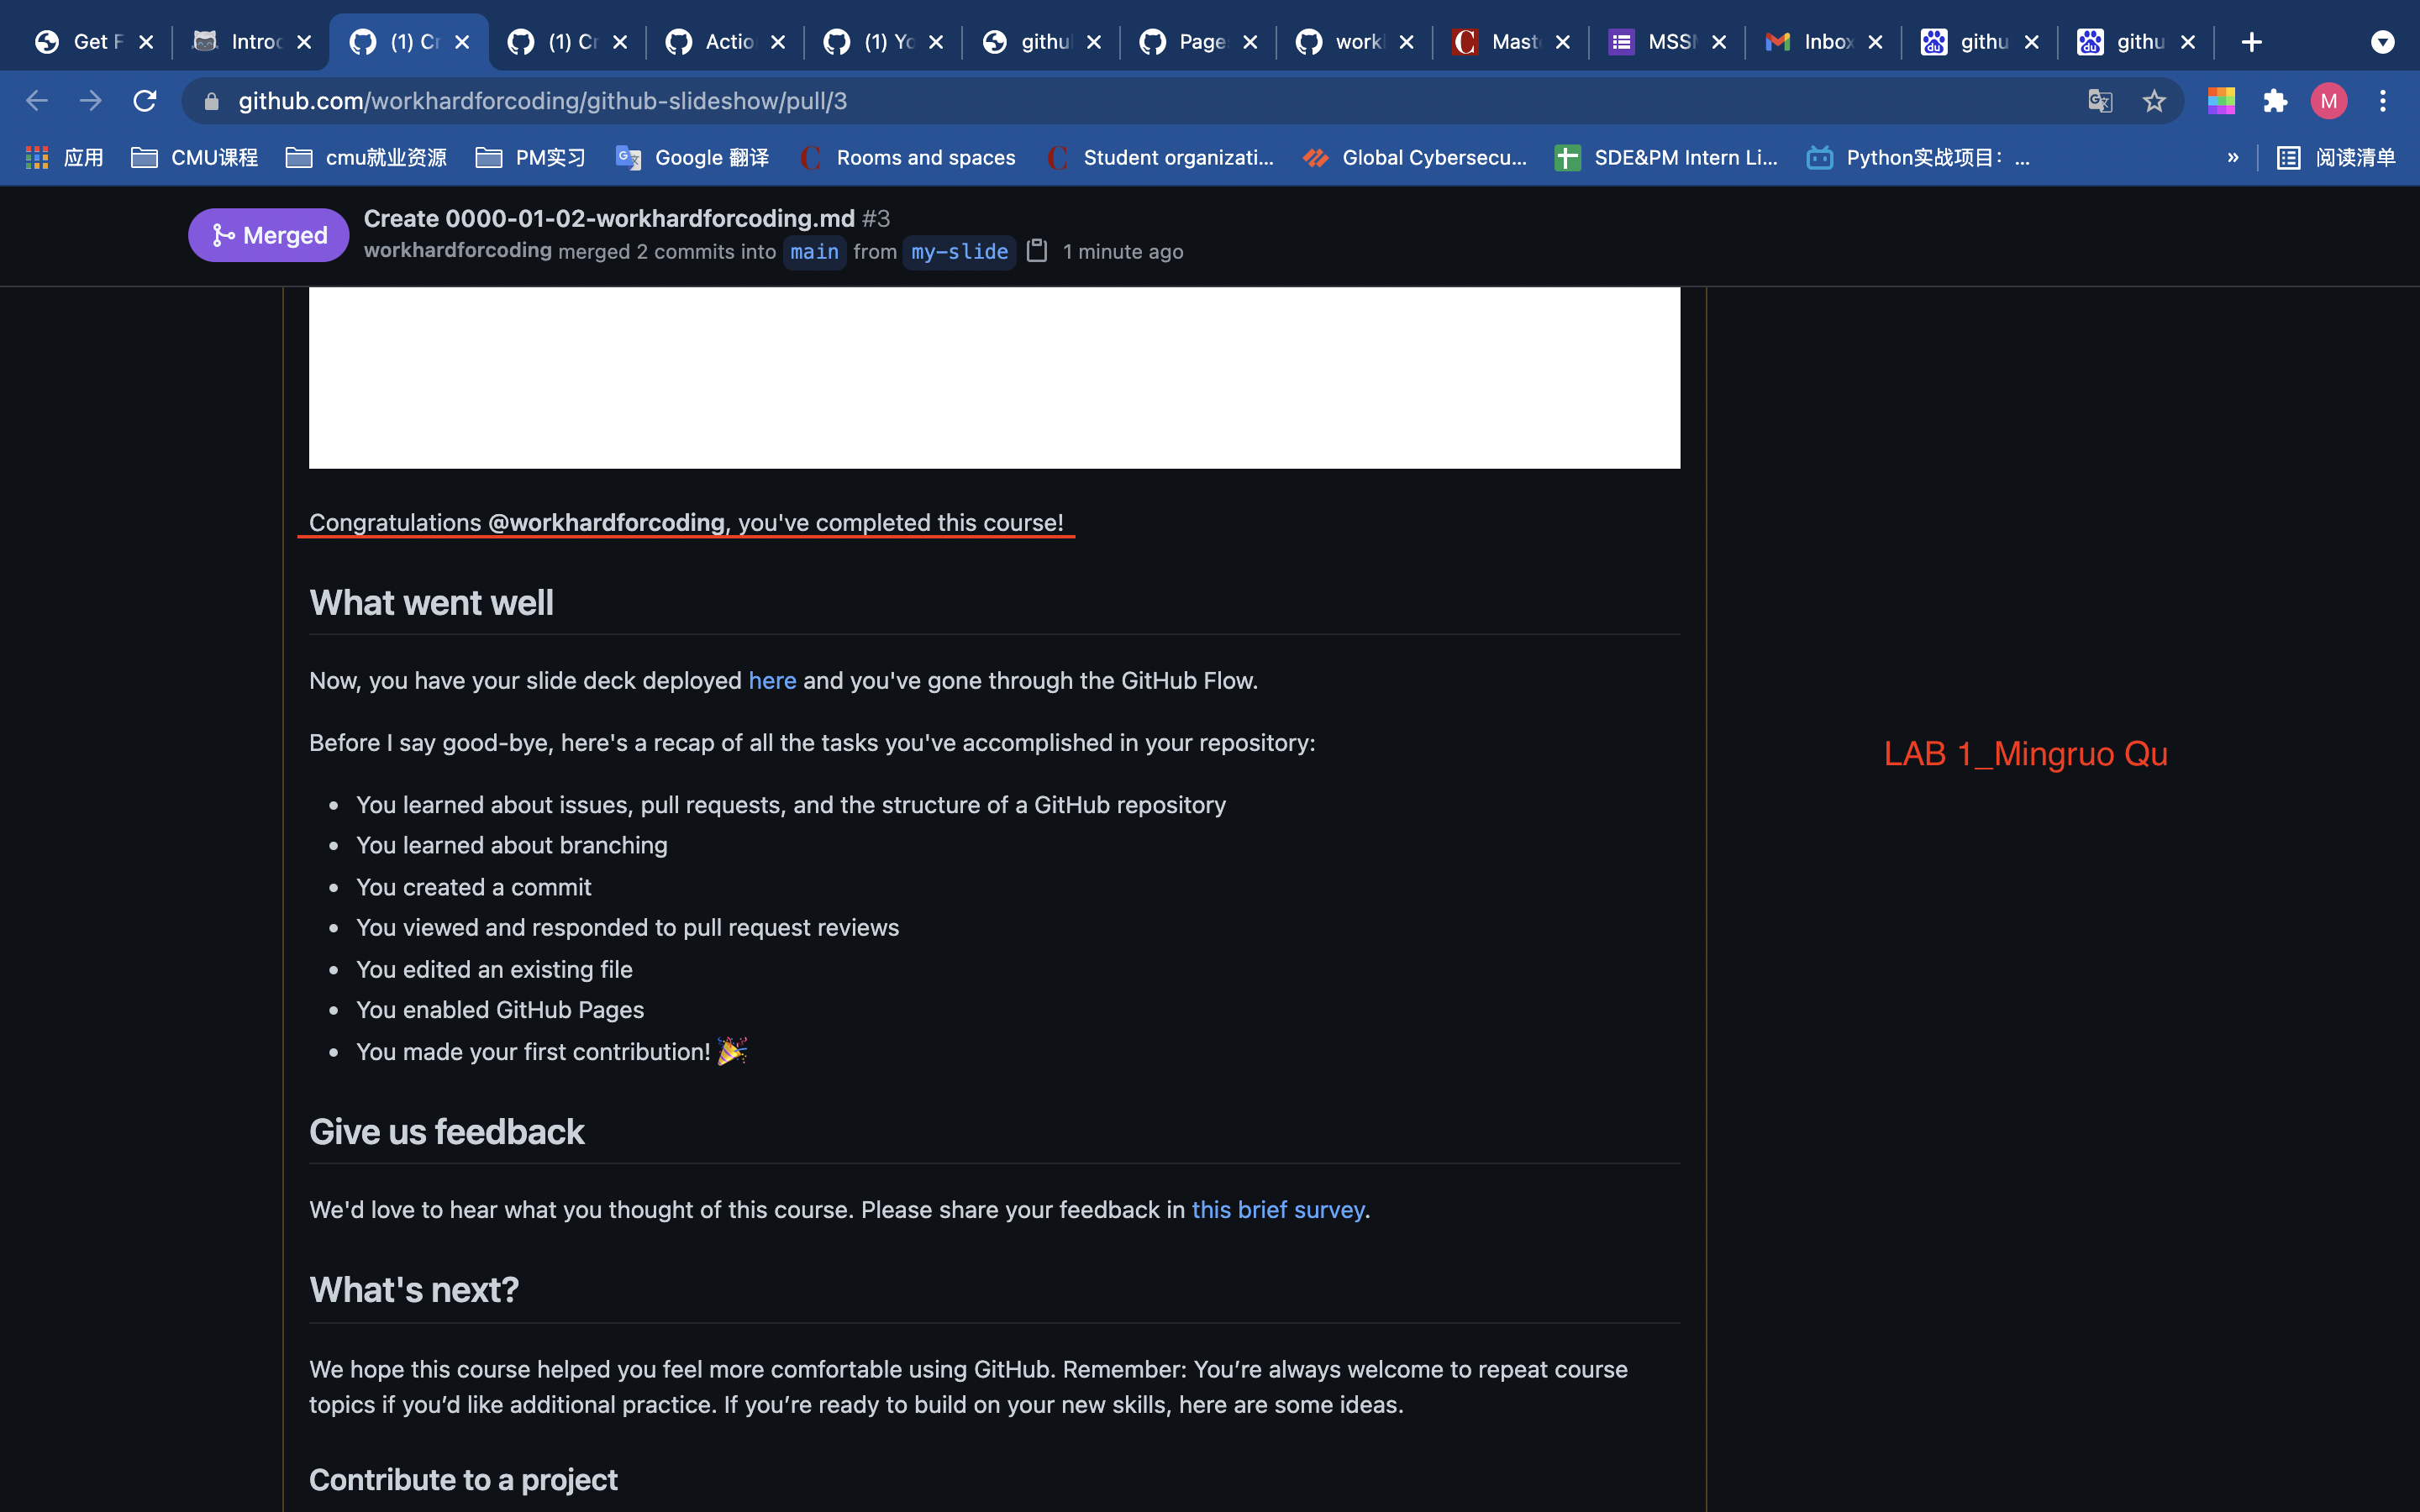 Get F
Introc
(1) Cr
(1) Cr
Actio
(1) Yo
githu
Page
work
Mast
MSSM
Inbox
githu
githu
github.com/workhardforcoding/github-slideshow/pull/3
M
应用
CMU课程
cmu就业资源
PM实习
Google 翻译
Rooms and spaces
Student organizati...
Global Cybersecu...
SDE&PM Intern Li...
Python实战项目：...
»
阅读清单
Merged
Create 0000-01-02-workhardforcoding.md #3
workhardforcoding merged 2 commits into main from my-slide 1 minute ago
Congratulations @workhardforcoding, you've completed this course!
What went well
Now, you have your slide deck deployed here and you've gone through the GitHub Flow.
Before I say good-bye, here's a recap of all the tasks you've accomplished in your repository:
LAB 1_Mingruo Qu
• You learned about issues, pull requests, and the structure of a GitHub repository
• You learned about branching
• You created a commit
• You viewed and responded to pull request reviews
• You edited an existing file
• You enabled GitHub Pages
• You made your first contribution! 🎉
Give us feedback
We'd love to hear what you thought of this course. Please share your feedback in this brief survey.
What's next?
We hope this course helped you feel more comfortable using GitHub. Remember: You’re always welcome to repeat course
topics if you’d like additional practice. If you’re ready to build on your new skills, here are some ideas.
Contribute to a project